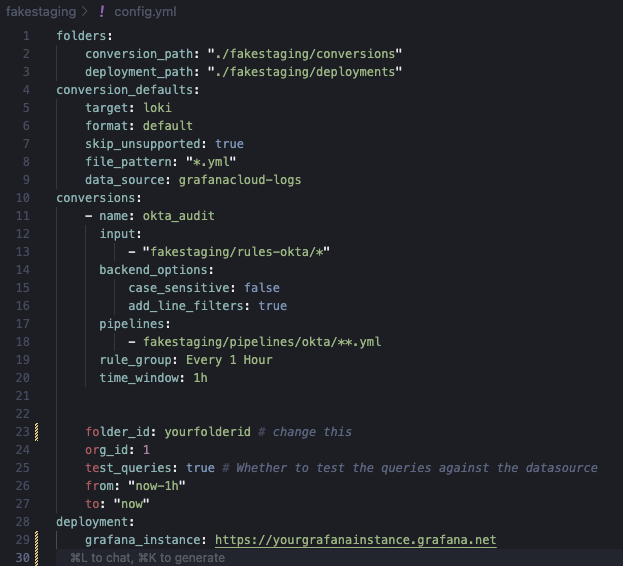 fakestaging > ! config.yml
1 folders:
2     conversion_path: "./fakestaging/conversions"
3     deployment_path: "./fakestaging/deployments"
4 conversion_defaults:
5     target: loki
6     format: default
7     skip_unsupported: true
8     file_pattern: "*.yml"
9     data_source: grafanacloud-logs
10 conversions:
11     - name: okta_audit
12       input:
13           - "fakestaging/rules-okta/*"
14       backend_options:
15           case_sensitive: false
16           add_line_filters: true
17       pipelines:
18           - fakestaging/pipelines/okta/**.yml
19       rule_group: Every 1 Hour
20       time_window: 1h
21
22
23     folder_id: yourfolderid # change this
24     org_id: 1
25     test_queries: true # Whether to test the queries against the datasource
26     from: "now-1h"
27     to: "now"
28 deployment:
29     grafana_instance: https://yourgrafanainstance.grafana.net
30   ⌘L to chat, ⌘K to generate